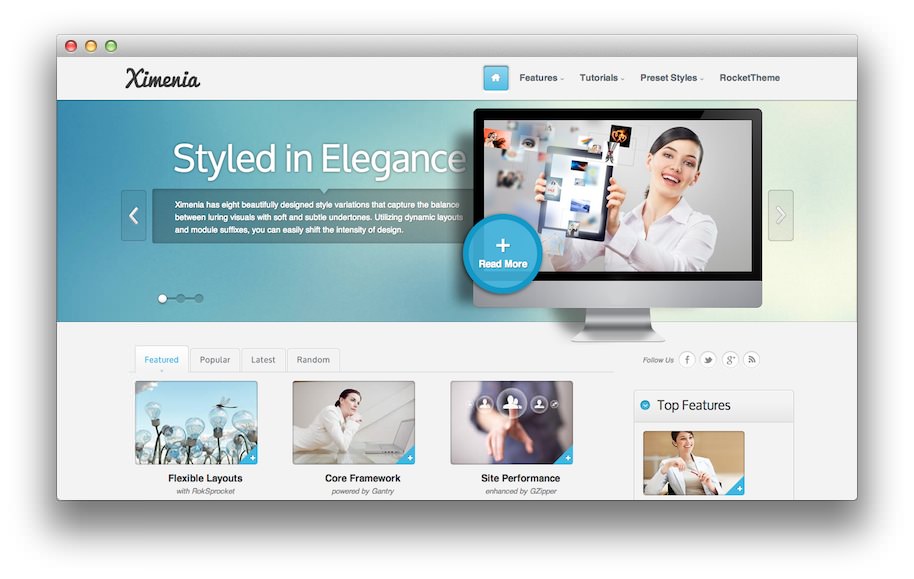 Ximenia
Features
Tutorials
Preset Styles
RocketTheme
Styled in Elegance
Ximenia has eight beautifully designed style variations that capture the balance
between luring visuals with soft and subtle undertones. Utilizing dynamic layouts
and module suffixes, you can easily shift the intensity of design.
+
Read More
Featured
Popular
Latest
Random
Follow Us
Top Features
Flexible Layouts
with RokSprocket
Core Framework
powered by Gantry
Site Performance
enhanced by GZipper